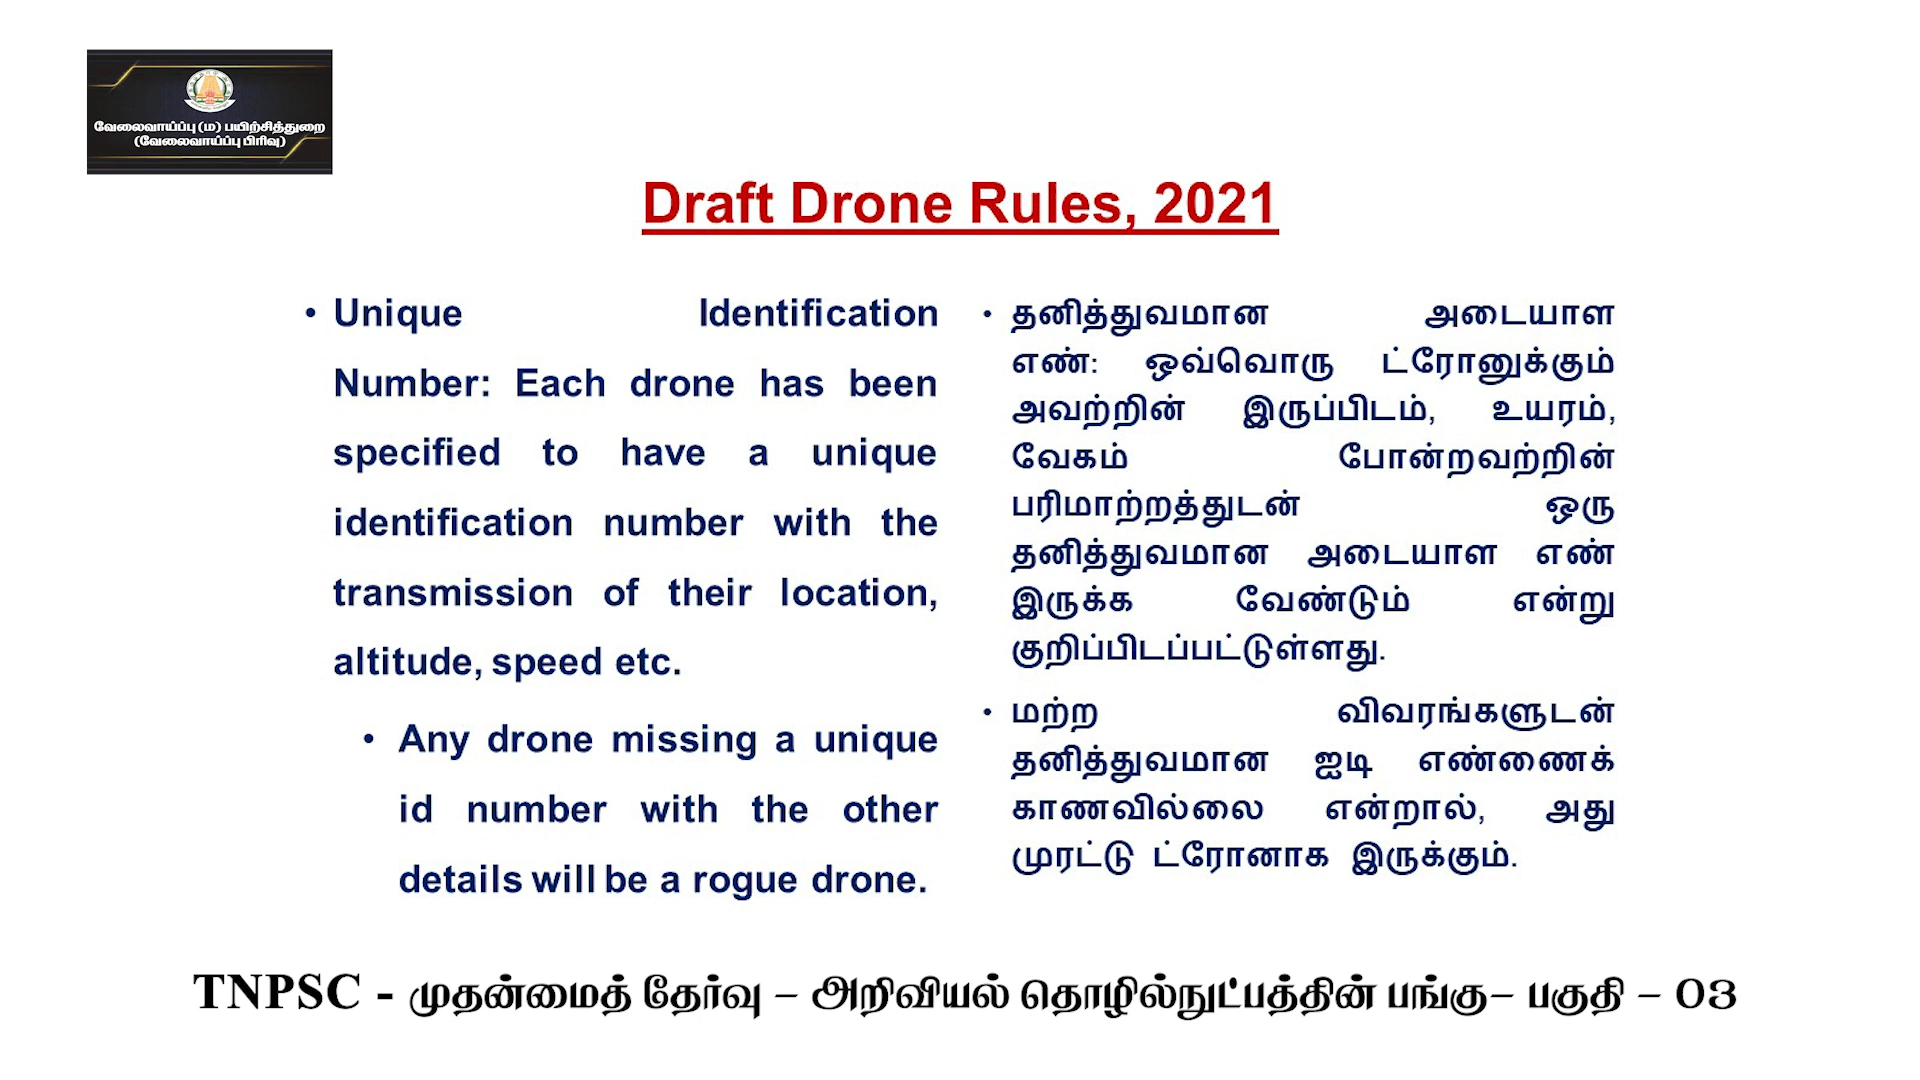 வேலைவாய்ப்பு (ம) பயிற்சித்துறை
(வேலைவாய்ப்பு பிரிவு)
Draft Drone Rules, 2021
• Unique Identification
Number: Each drone has been
specified to have a unique
identification number with the
transmission of their location,
altitude, speed etc.
• Any drone missing a unique
id number with the other
details will be a rogue drone.
• தனித்துவமான அடையாள
எண்: ஒவ்வொரு ட்ரோனுக்கும்
அவற்றின் இருப்பிடம், உயரம்,
வேகம் போன்றவற்றின்
பரிமாற்றத்துடன் ஒரு
தனித்துவமான அடையாள எண்
இருக்க வேண்டும் என்று
குறிப்பிடப்பட்டுள்ளது.
• மற்ற விவரங்களுடன்
தனித்துவமான ஐடி எண்ணைக்
காணவில்லை என்றால், அது
முரட்டு ட்ரோனாக இருக்கும்.
TNPSC - முதன்மைத் தேர்வு – அறிவியல் தொழில்நுட்பத்தின் பங்கு– பகுதி – 03